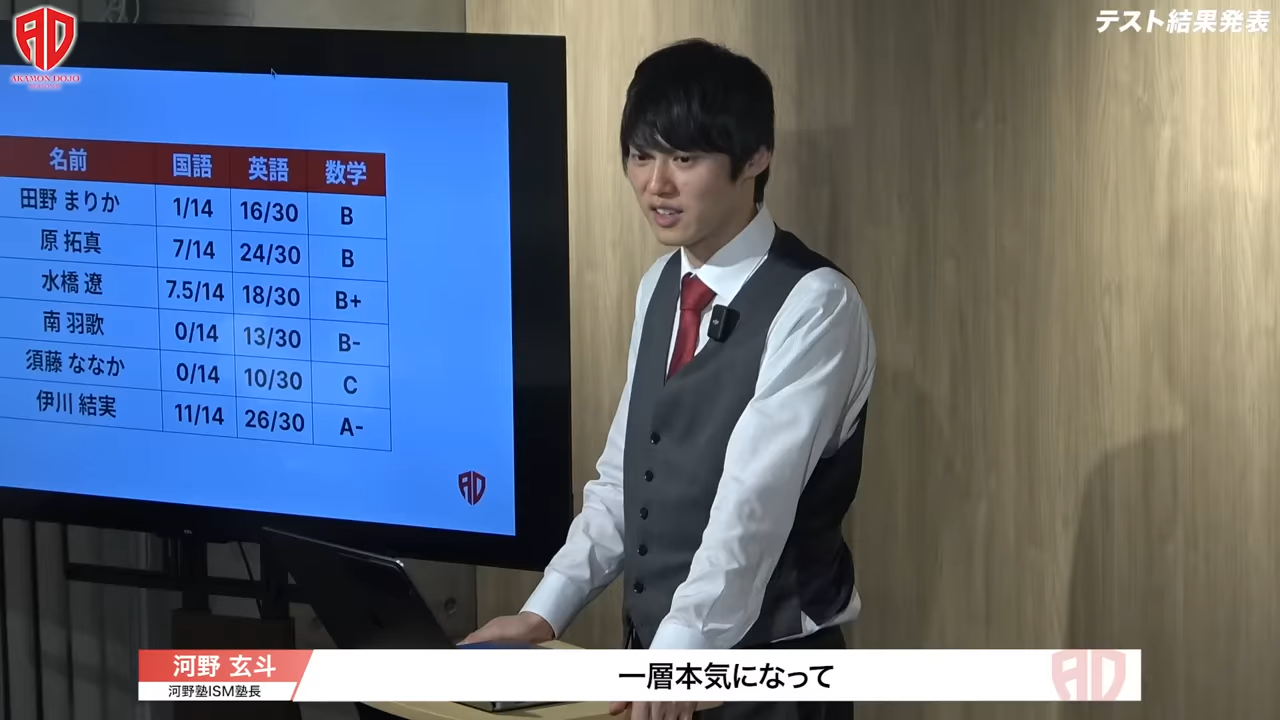 AD
AKAMON DOJO
テスト結果発表
名前 国語 英語 数学
田野 まりか 1/14 16/30 B
原 拓真 7/14 24/30 B
水橋 遼 7.5/14 18/30 B+
南 羽歌 0/14 13/30 B-
須藤 ななか 0/14 10/30 C
伊川 結実 11/14 26/30 A-
AD
河野 玄斗
河野塾ISM塾長
一層本気になって
AD